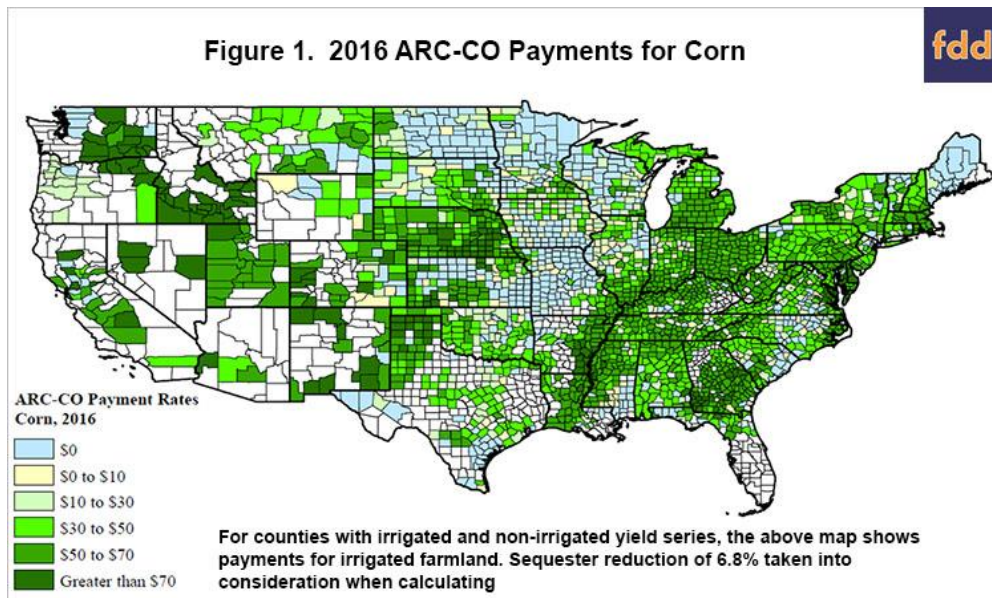 Figure 1.  2016 ARC-CO Payments for Corn
fdd
ARC-CO Payment Rates
Corn, 2016
$0
$0 to $10
$10 to $30
$30 to $50
$50 to $70
Greater than $70
For counties with irrigated and non-irrigated yield series, the above map shows
payments for irrigated farmland. Sequester reduction of 6.8% taken into
consideration when calculating